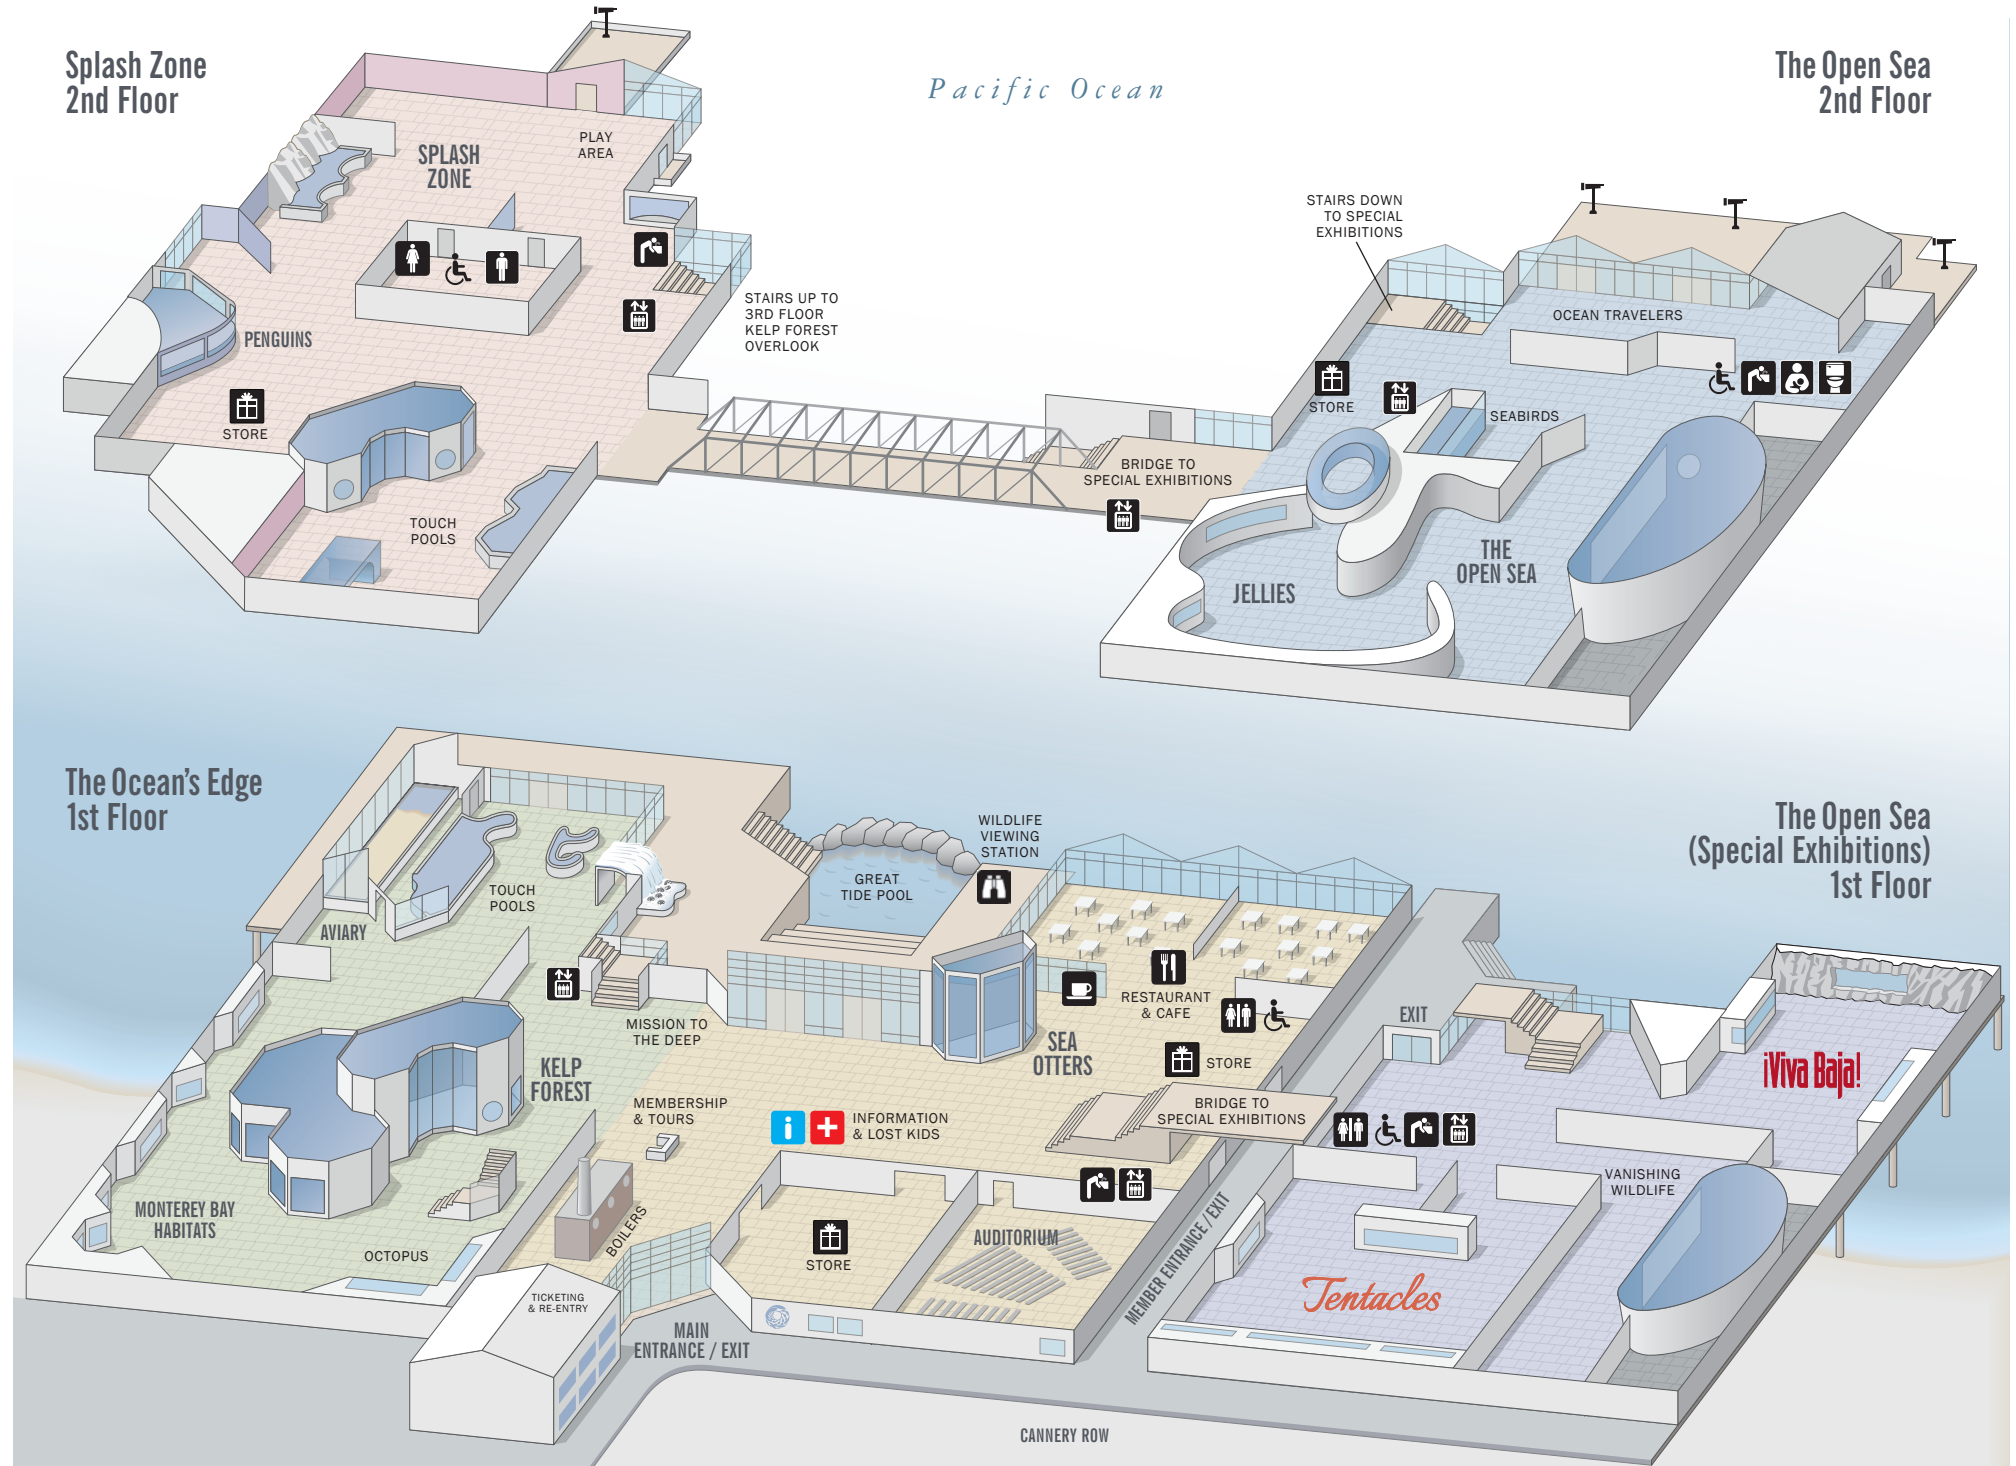 Splash Zone
2nd Floor
Pacific Ocean
The Open Sea
2nd Floor
PLAY
AREA
SPLASH
ZONE
STAIRS UP TO
3RD FLOOR
KELP FOREST
OVERLOOK
PENGUINS
STORE
TOUCH
POOLS
BRIDGE TO
SPECIAL EXHIBITIONS
STAIRS DOWN
TO SPECIAL
EXHIBITIONS
OCEAN TRAVELERS
STORE
SEABIRDS
THE
OPEN SEA
JELLIES
The Ocean's Edge
1st Floor
The Open Sea
(Special Exhibitions)
1st Floor
WILDLIFE
VIEWING
STATION
GREAT
TIDE POOL
TOUCH
POOLS
AVIARY
MISSION TO
THE DEEP
KELP
FOREST
RESTAURANT
& CAFE
SEA
OTTERS
STORE
EXIT
¡Viva Baja!
MEMBERSHIP
& TOURS
INFORMATION
& LOST KIDS
BRIDGE TO
SPECIAL EXHIBITIONS
VANISHING
WILDLIFE
MONTEREY BAY
HABITATS
OCTOPUS
BOILERS
STORE
AUDITORIUM
MEMBER ENTRANCE / EXIT
Tentacles
TICKETING
& RE-ENTRY
MAIN
ENTRANCE / EXIT
CANNERY ROW